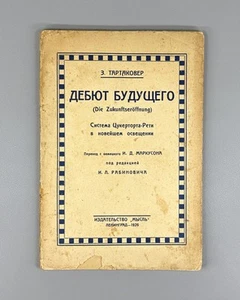 З. ТАРТАКОВЕР
ДЕБЮТ БУДУЩЕГО
(Die Zukunftseröffnung)
Система Цукерторта-Рети
в новейшем освещении
Перевод с немецкого М. Д. МАРКУСОНА
под редакцией
И. Л. РАБИНОВИЧА
ИЗДАТЕЛЬСТВО „МЫСЛЬ"
ЛЕНИНГРАД